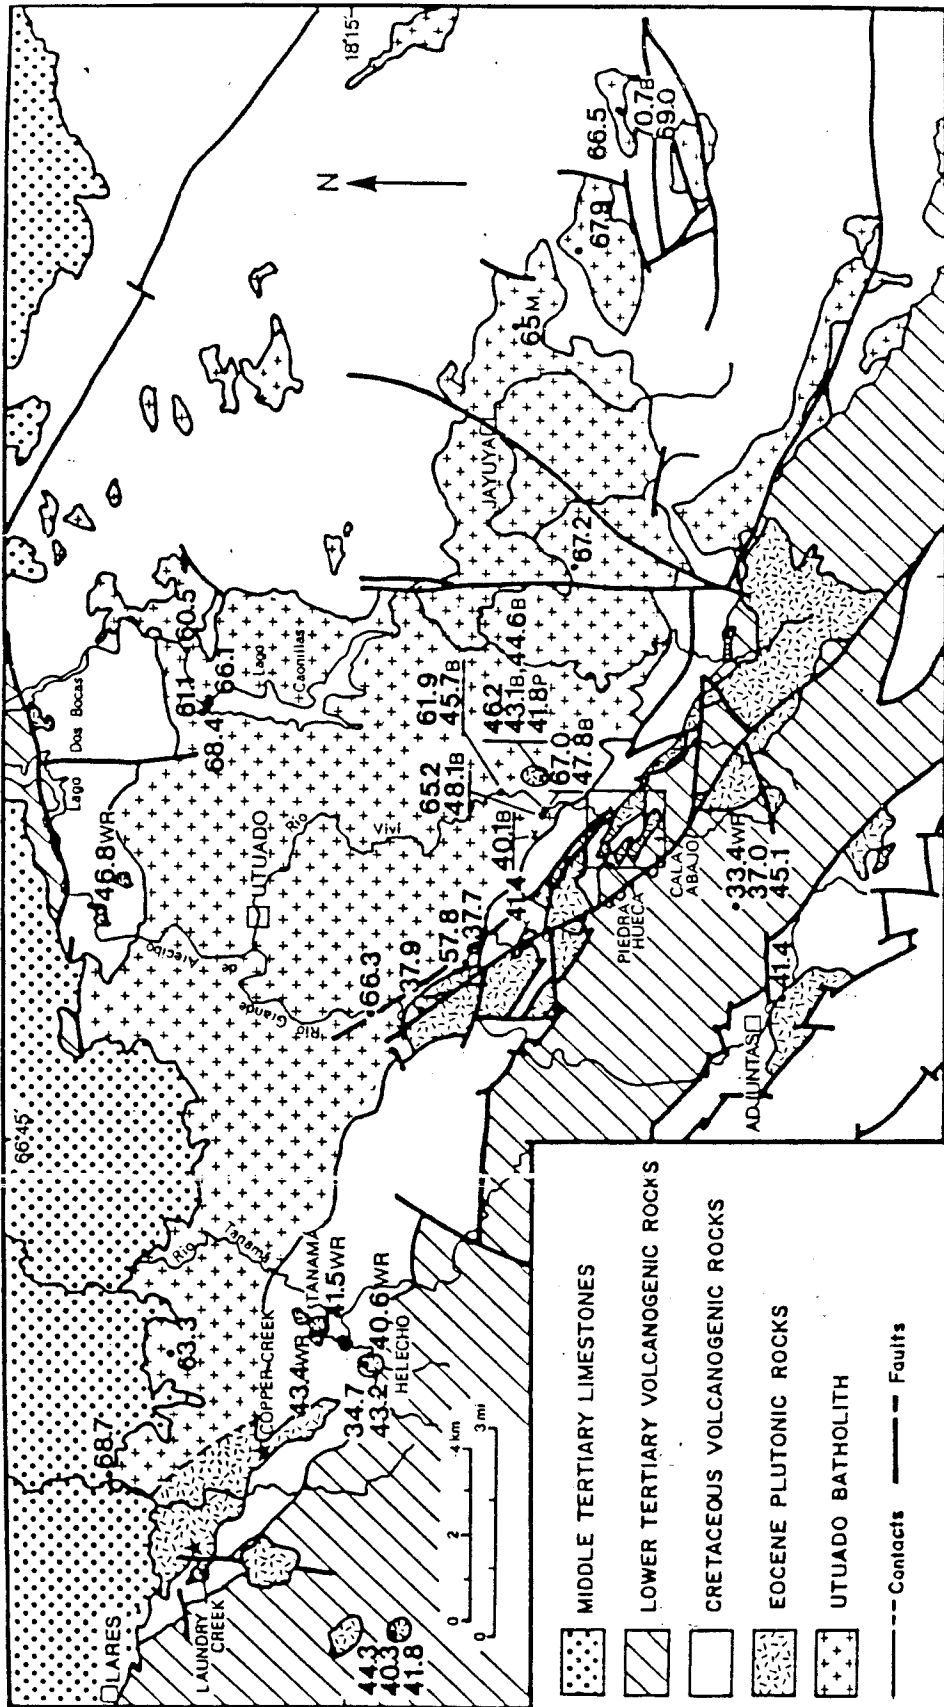 LARES
LAUNDRY
CREEK
68.7
63.3
COPPER CREEK
43.4WR
TANAMA
41.5WR
34.7
43.2
40.6WR
HELECHO
44.3
40.3
41.8
Rio
Tanama
66°45'
0 2 4 km
0 3 mi
Rio
Grande
de
Arecibo
46.8WR
UTUADO
Rio
Vivi
Lago
Dos Bocas
61.1
60.5
68.4
66.1
Lago
Caonillas
66.3
37.9
57.8
37.7
41.4
40.1B
65.2
48.1B
61.9
45.7B
46.2
43.1B, 44.6B
41.8P
67.0
47.8B
PIEDRA
HUECA
CALA
ABAJO
33.4WR
37.0
45.1
ADJUNTAS
41.4
JAYUYA
67.2
65M
67.9
66.5
70.7B
69.0
N
18°15'
MIDDLE TERTIARY LIMESTONES
LOWER TERTIARY VOLCANOGENIC ROCKS
CRETACEOUS VOLCANOGENIC ROCKS
EOCENE PLUTONIC ROCKS
UTUADO BATHOLITH
Contacts
Faults